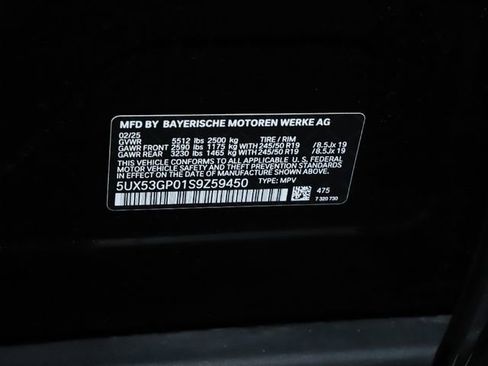 MFD BY BAYERISCHE MOTOREN WERKE AG
02/25
GVWR 5512 lbs 2500 kg TIRE / RIM
GAWR FRONT 2590 lbs 1175 kg WITH 245/50 R19 /8.5Jx 19
GAWR REAR 3230 lbs 1465 kg WITH 245/50 R19 /8.5Jx 19
THIS VEHICLE CONFORMS TO ALL APPLICABLE U.S. FEDERAL
MOTOR VEHICLE SAFETY AND THEFT PREVENTION STANDARDS
IN EFFECT ON THE DATE OF MANUFACTURE SHOWN ABOVE.
5UX53GP01S9Z59450 TYPE: MPV
475
7 320 730